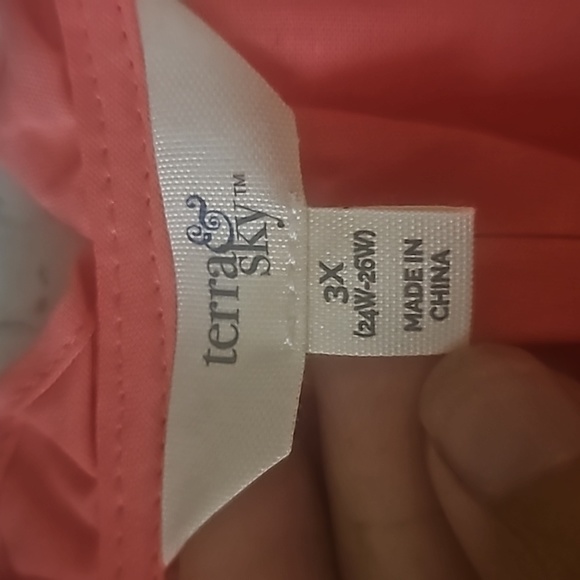 terra &
sky™
3X
(24W-26W)
MADE IN
CHINA